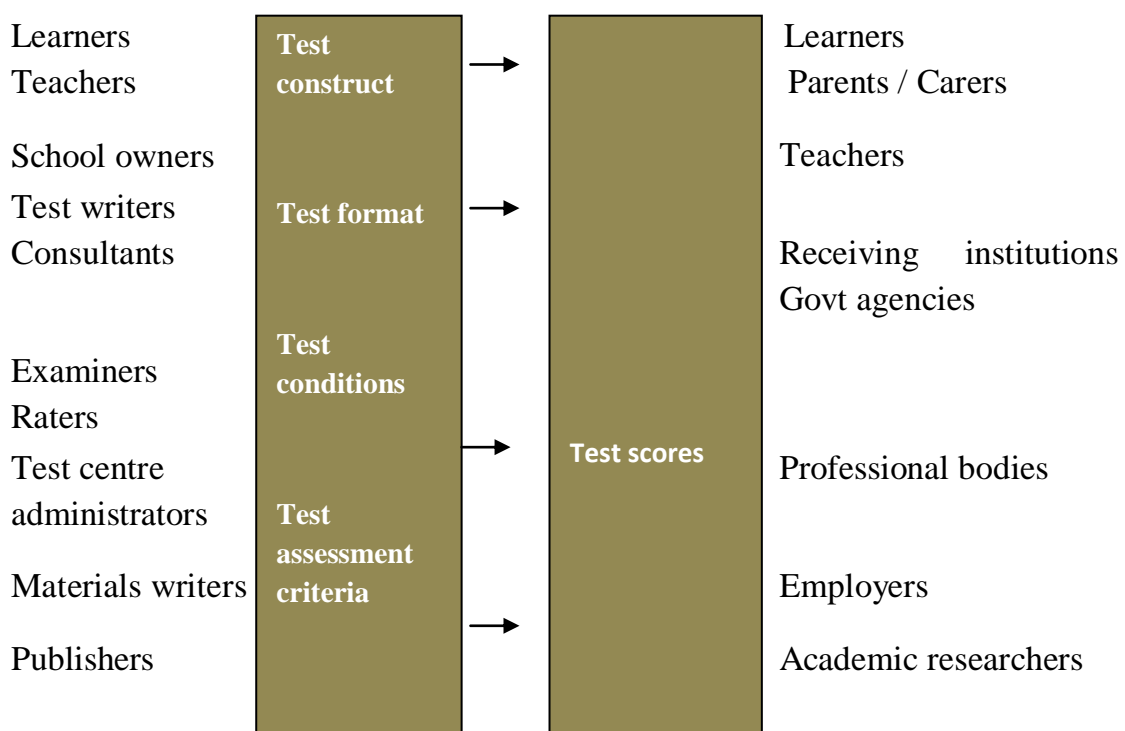 Learners
Teachers
School owners
Test writers
Consultants
Examiners
Raters
Test centre
administrators
Materials writers
Publishers
Test
construct
Test format
Test
conditions
Test
assessment
criteria
Test scores
Learners
Parents / Carers
Teachers
Receiving institutions
Govt agencies
Professional bodies
Employers
Academic researchers